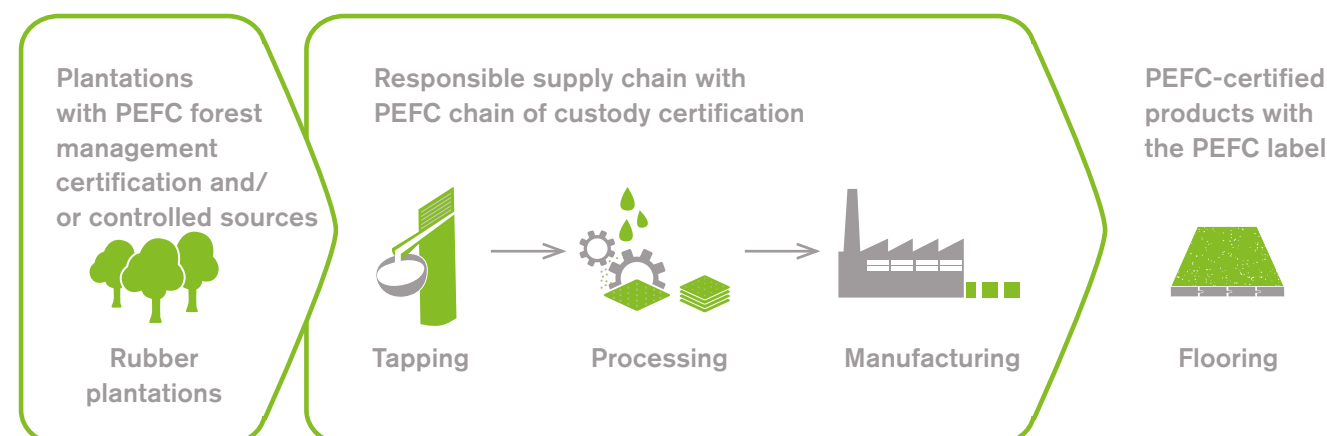 Plantations
with PEFC forest
management
certification and/
or controlled sources
Rubber
plantations
Responsible supply chain with
PEFC chain of custody certification
Tapping
Processing
Manufacturing
PEFC-certified
products with
the PEFC label
Flooring